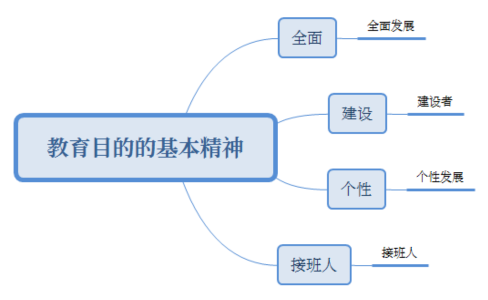 教育目的的基本精神
全面
全面发展
建设
建设者
个性
个性发展
接班人
接班人